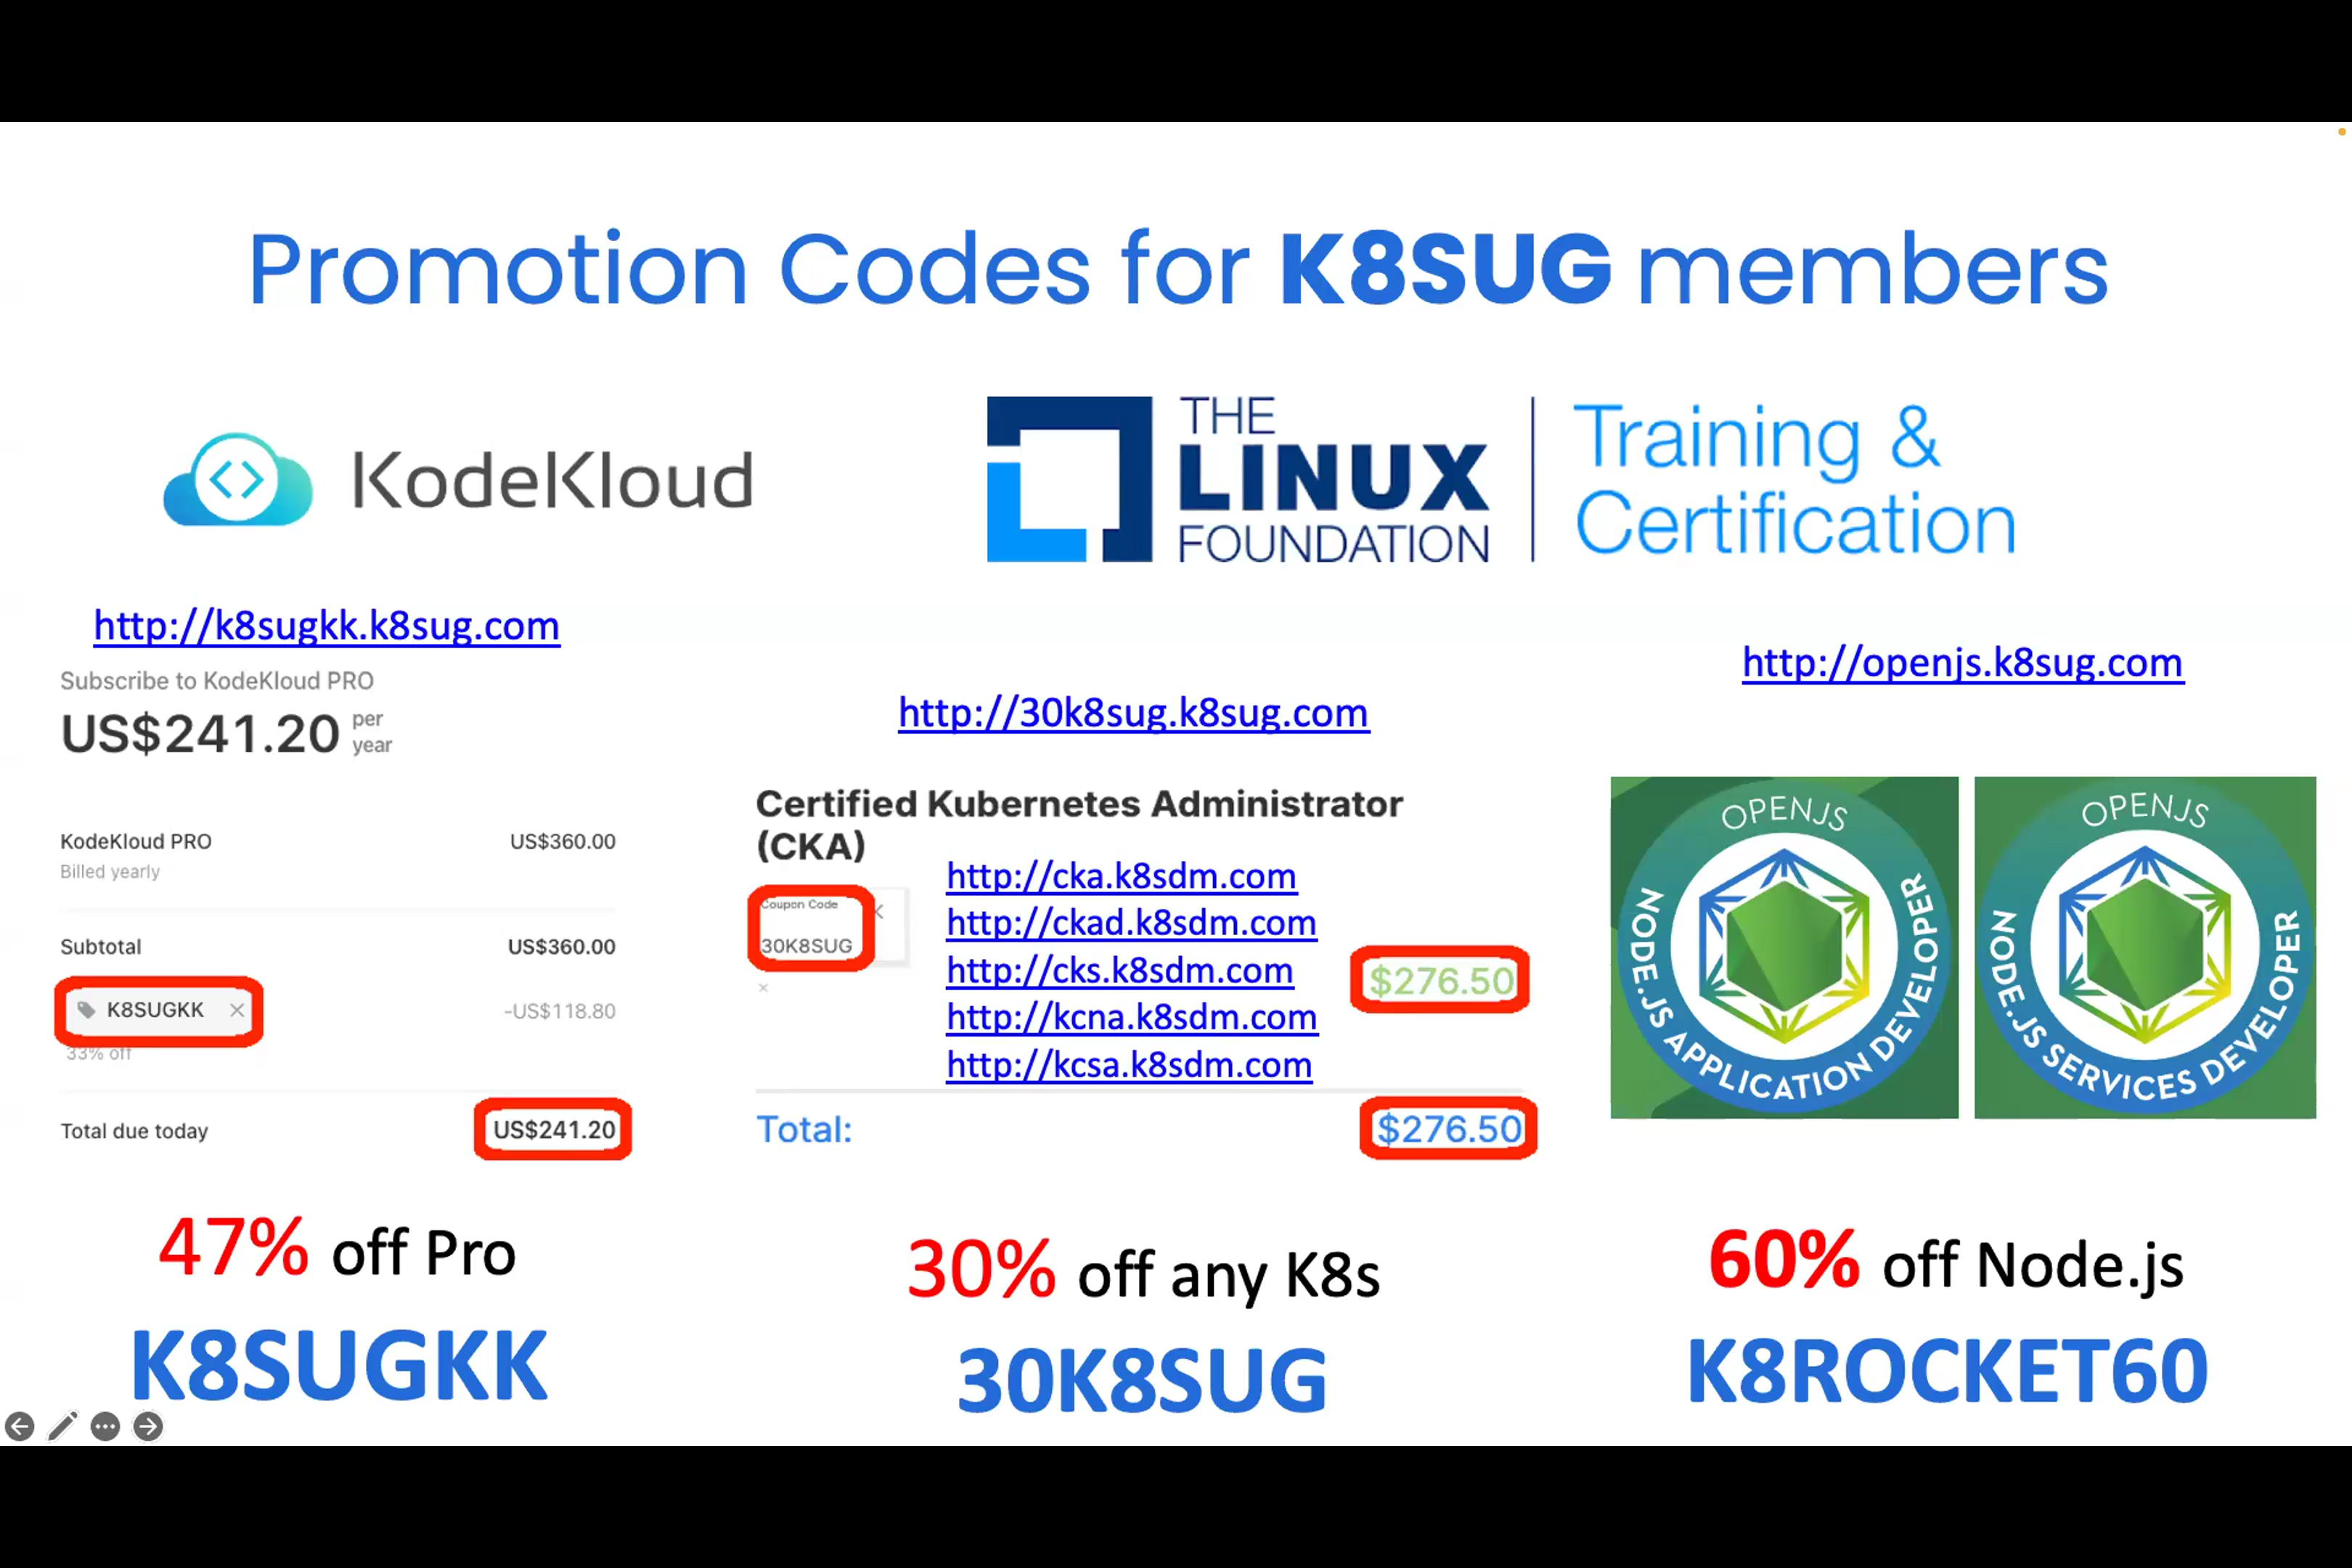 Promotion Codes for K8SUG members
KodeKloud
THE
LINUX
FOUNDATION
Training &
Certification
http://k8sugkk.k8sug.com
Subscribe to KodeKloud PRO
US$241.20 per
year
KodeKloud PRO US$360.00
Billed yearly
Subtotal US$360.00
K8SUGKK × -US$118.80
33% off
Total due today US$241.20
47% off Pro
K8SUGKK
http://30k8sug.k8sug.com
Certified Kubernetes Administrator
(CKA)
Coupon Code
30K8SUG
http://cka.k8sdm.com
http://ckad.k8sdm.com
http://cks.k8sdm.com
http://kcna.k8sdm.com
http://kcsa.k8sdm.com
$276.50
Total: $276.50
30% off any K8s
30K8SUG
http://openjs.k8sug.com
OPENJS
NODE.JS APPLICATION DEVELOPER
OPENJS
NODE.JS SERVICES DEVELOPER
60% off Node.js
K8ROCKET60